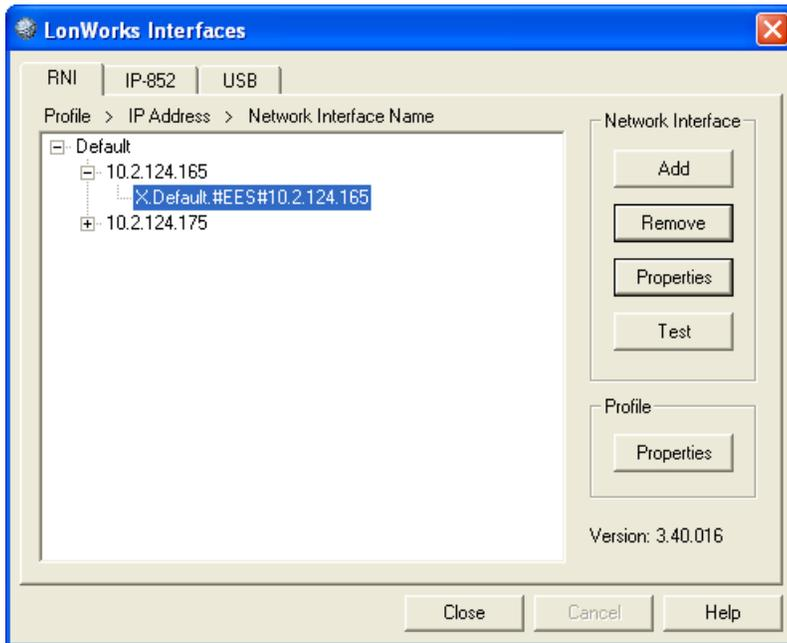 LonWorks Interfaces
RNI IP-852 USB
Profile > IP Address > Network Interface Name
Default
10.2.124.165
X.Default.#EES#10.2.124.165
10.2.124.175
Network Interface
Add
Remove
Properties
Test
Profile
Properties
Version: 3.40.016
Close Cancel Help